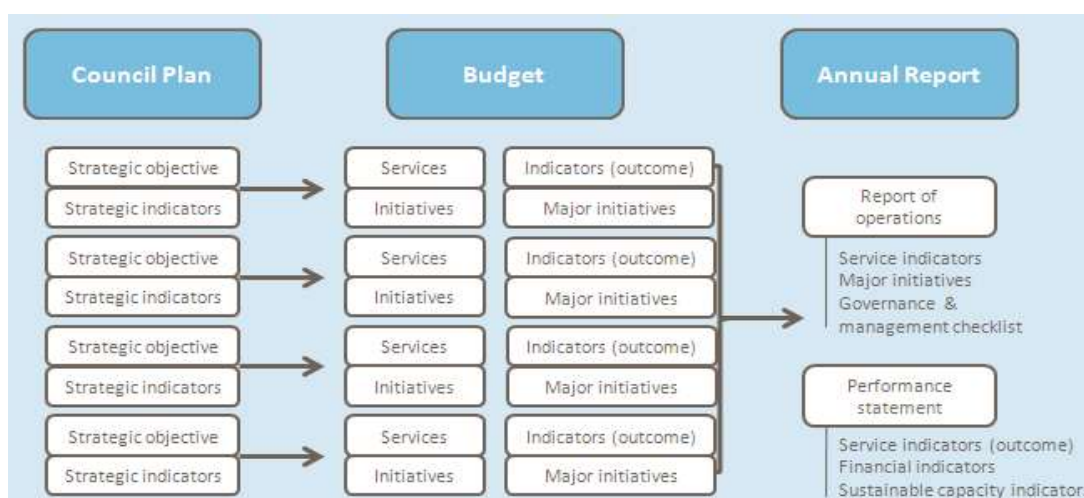 Council Plan
Budget
Annual Report
Strategic objective
Strategic indicators
Strategic objective
Strategic indicators
Strategic objective
Strategic indicators
Strategic objective
Strategic indicators
Services
Initiatives
Services
Initiatives
Services
Initiatives
Services
Initiatives
Indicators (outcome)
Major initiatives
Indicators (outcome)
Major initiatives
Indicators (outcome)
Major initiatives
Indicators (outcome)
Major initiatives
Report of
operations
Service indicators
Major initiatives
Governance &
management checklist
Performance
statement
Service indicators (outcome)
Financial indicators
Sustainable capacity indicator